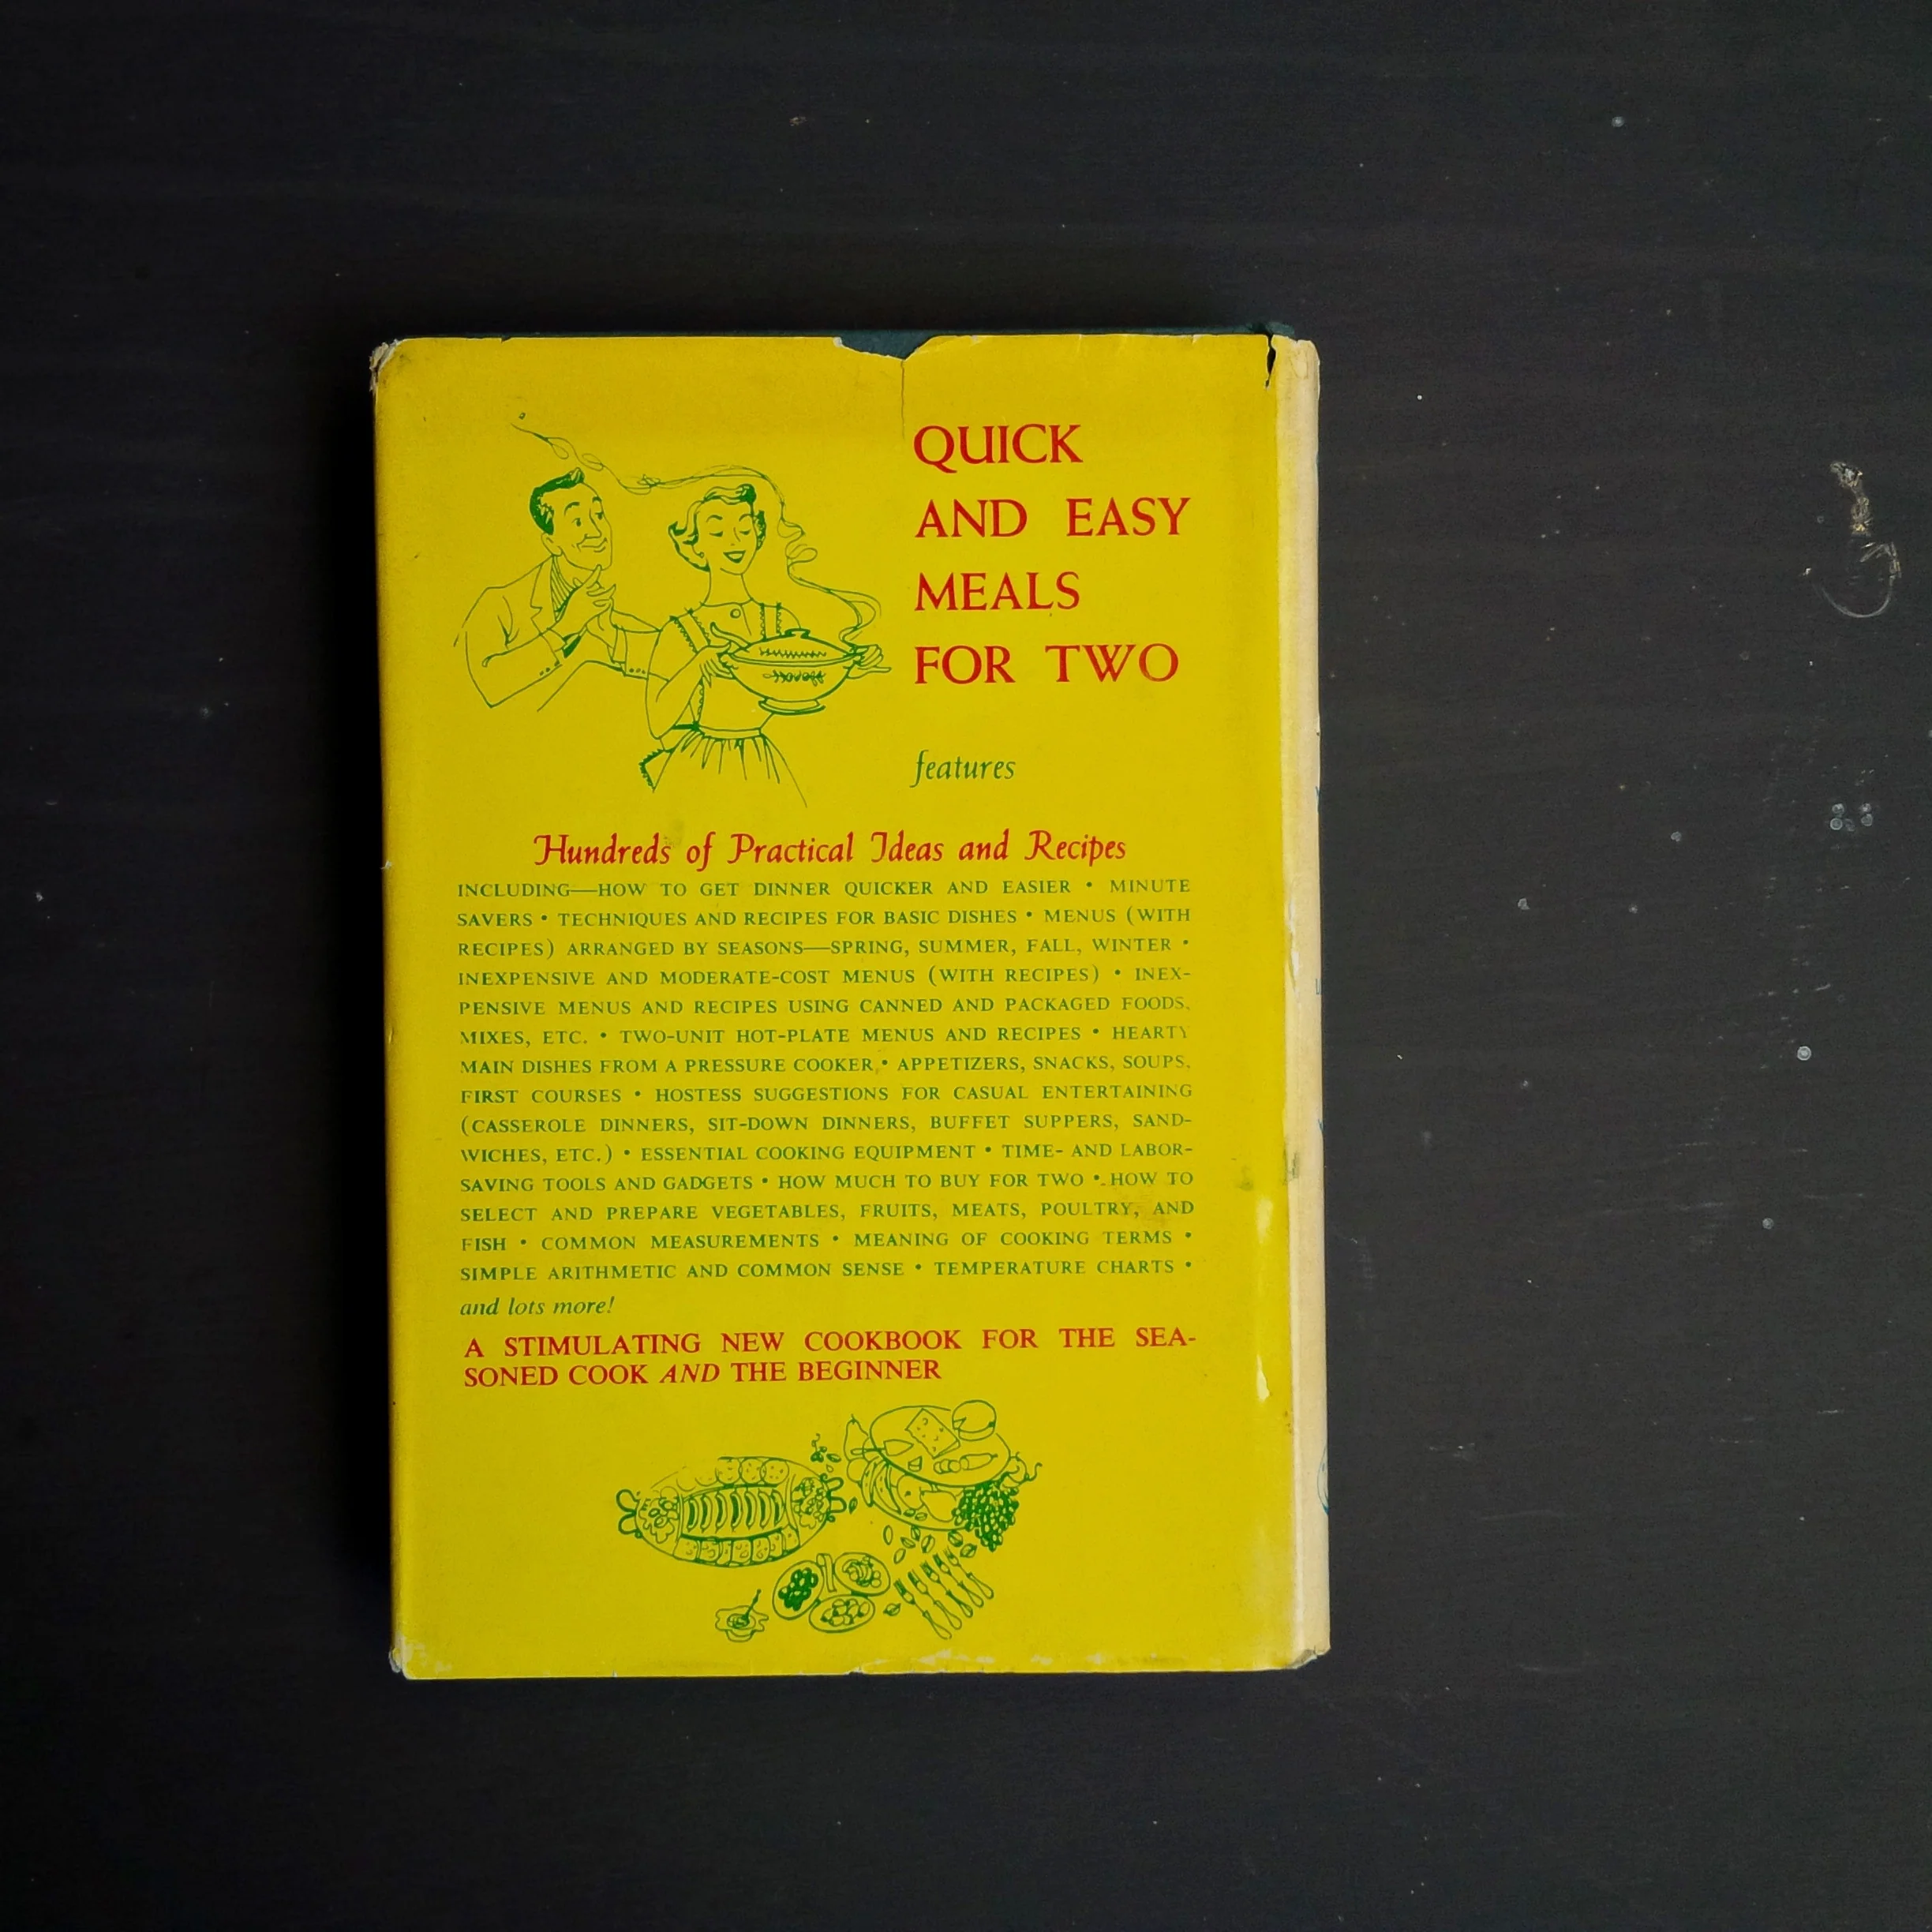 QUICK
AND EASY
MEALS
FOR TWO
features
Hundreds of Practical Ideas and Recipes
INCLUDING—HOW TO GET DINNER QUICKER AND EASIER • MINUTE
SAVERS • TECHNIQUES AND RECIPES FOR BASIC DISHES • MENUS (WITH
RECIPES) ARRANGED BY SEASONS—SPRING, SUMMER, FALL, WINTER •
INEXPENSIVE AND MODERATE-COST MENUS (WITH RECIPES) • INEX-
PENSIVE MENUS AND RECIPES USING CANNED AND PACKAGED FOODS,
MIXES, ETC. • TWO-UNIT HOT-PLATE MENUS AND RECIPES • HEARTY
MAIN DISHES FROM A PRESSURE COOKER • APPETIZERS, SNACKS, SOUPS,
FIRST COURSES • HOSTESS SUGGESTIONS FOR CASUAL ENTERTAINING
(CASSEROLE DINNERS, SIT-DOWN DINNERS, BUFFET SUPPERS, SAND-
WICHES, ETC.) • ESSENTIAL COOKING EQUIPMENT • TIME- AND LABOR-
SAVING TOOLS AND GADGETS • HOW MUCH TO BUY FOR TWO • HOW TO
SELECT AND PREPARE VEGETABLES, FRUITS, MEATS, POULTRY, AND
FISH • COMMON MEASUREMENTS • MEANING OF COOKING TERMS •
SIMPLE ARITHMETIC AND COMMON SENSE • TEMPERATURE CHARTS •
and lots more!
A STIMULATING NEW COOKBOOK FOR THE SEA-
SONED COOK AND THE BEGINNER